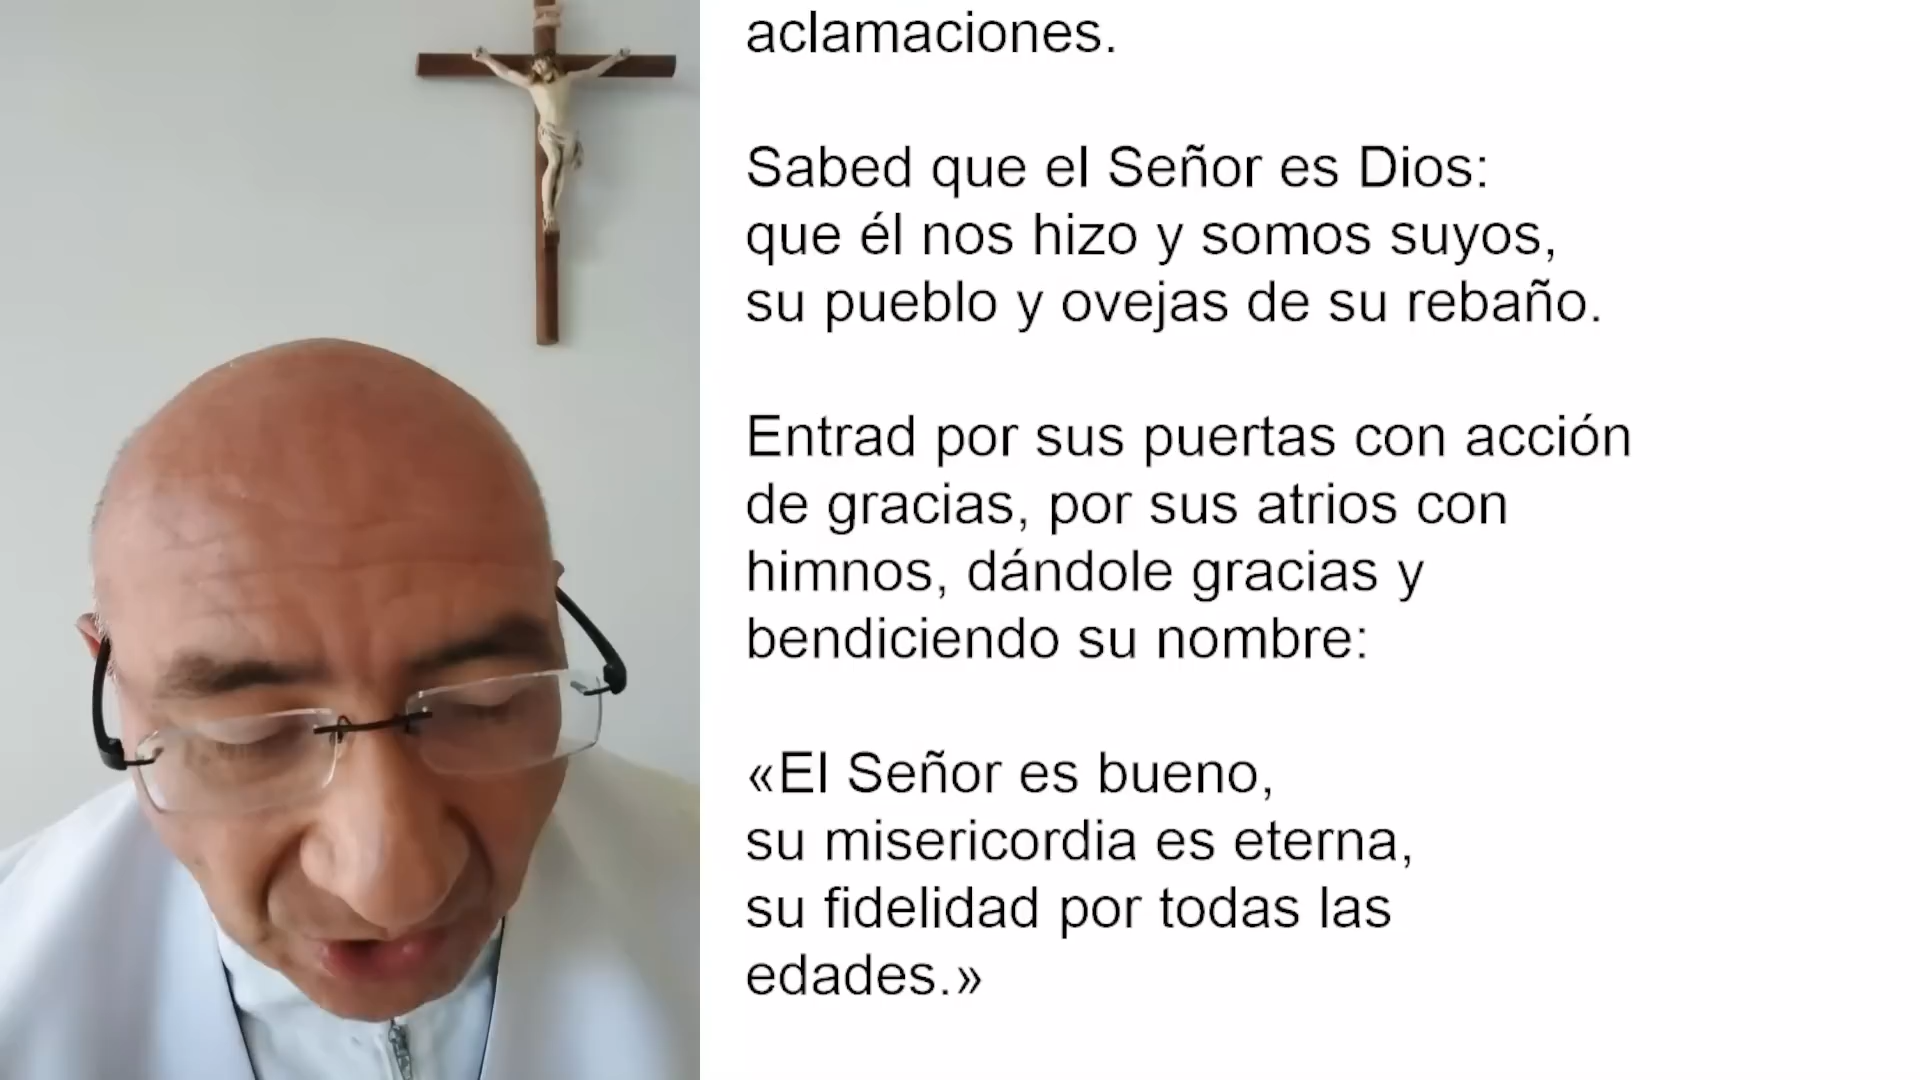 aclamaciones.
Sabed que el Señor es Dios:
que él nos hizo y somos suyos,
su pueblo y ovejas de su rebaño.
Entrad por sus puertas con acción
de gracias, por sus atrios con
himnos, dándole gracias y
bendiciendo su nombre:
«El Señor es bueno,
su misericordia es eterna,
su fidelidad por todas las
edades.»